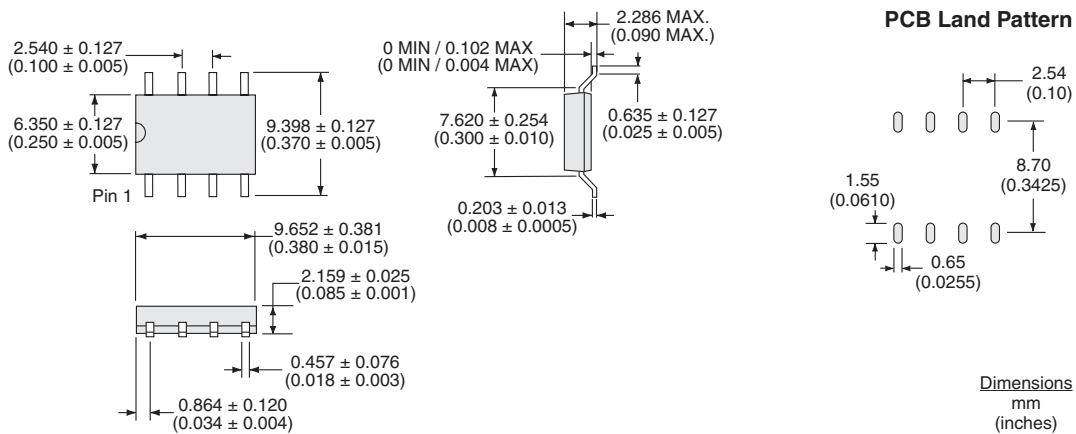 2.540 ± 0.127
(0.100 ± 0.005)
6.350 ± 0.127
(0.250 ± 0.005)
9.398 ± 0.127
(0.370 ± 0.005)
Pin 1
9.652 ± 0.381
(0.380 ± 0.015)
2.159 ± 0.025
(0.085 ± 0.001)
0.457 ± 0.076
(0.018 ± 0.003)
0.864 ± 0.120
(0.034 ± 0.004)
2.286 MAX.
(0.090 MAX.)
0 MIN / 0.102 MAX
(0 MIN / 0.004 MAX)
7.620 ± 0.254
(0.300 ± 0.010)
0.635 ± 0.127
(0.025 ± 0.005)
0.203 ± 0.013
(0.008 ± 0.0005)
PCB Land Pattern
2.54
(0.10)
8.70
(0.3425)
1.55
(0.0610)
0.65
(0.0255)
Dimensions
mm
(inches)